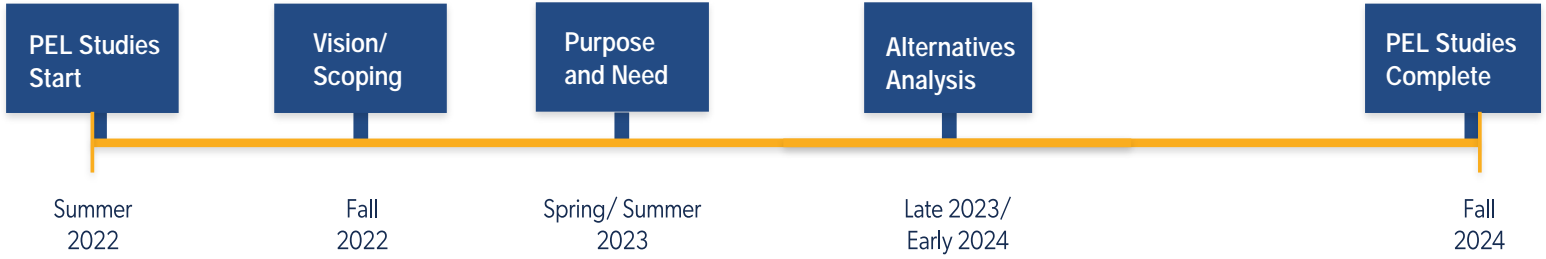 PEL Studies
Start
Vision/
Scoping
Purpose
and Need
Alternatives
Analysis
PEL Studies
Complete
Summer
2022
Fall
2022
Spring/ Summer
2023
Late 2023/
Early 2024
Fall
2024